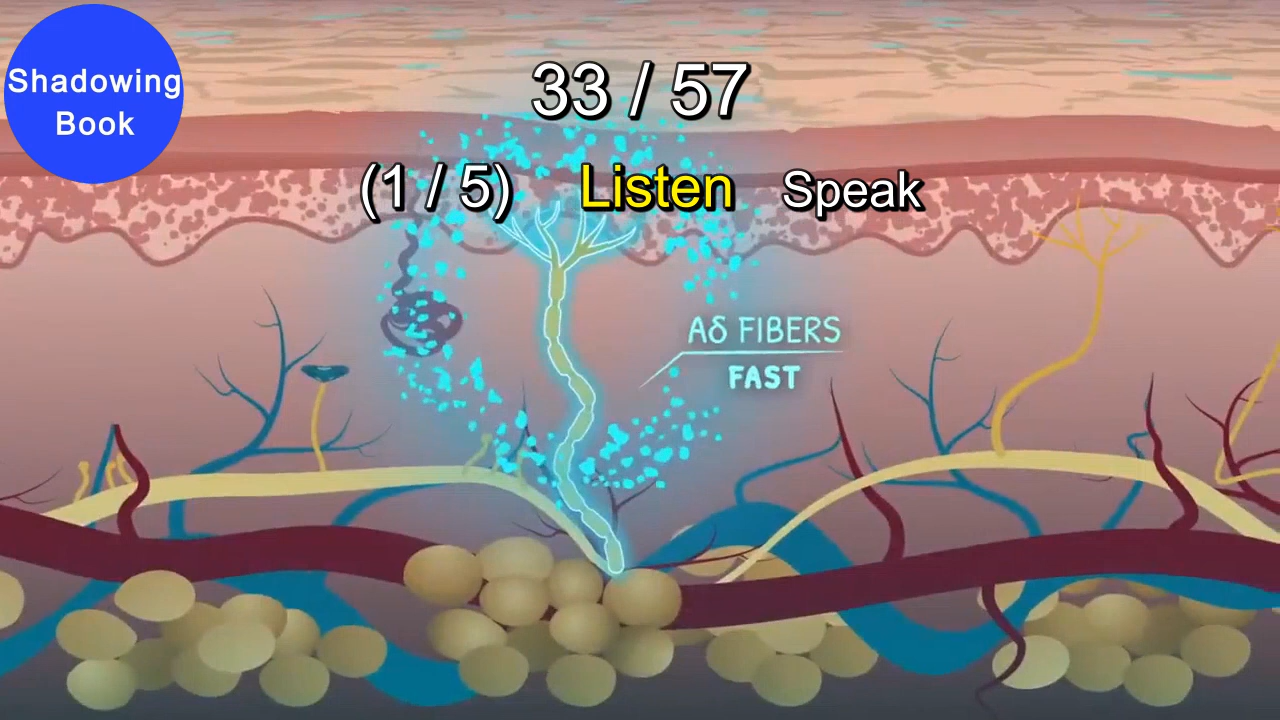 Shadowing
Book
33 / 57
(1 / 5) Listen Speak
Aδ FIBERS
FAST